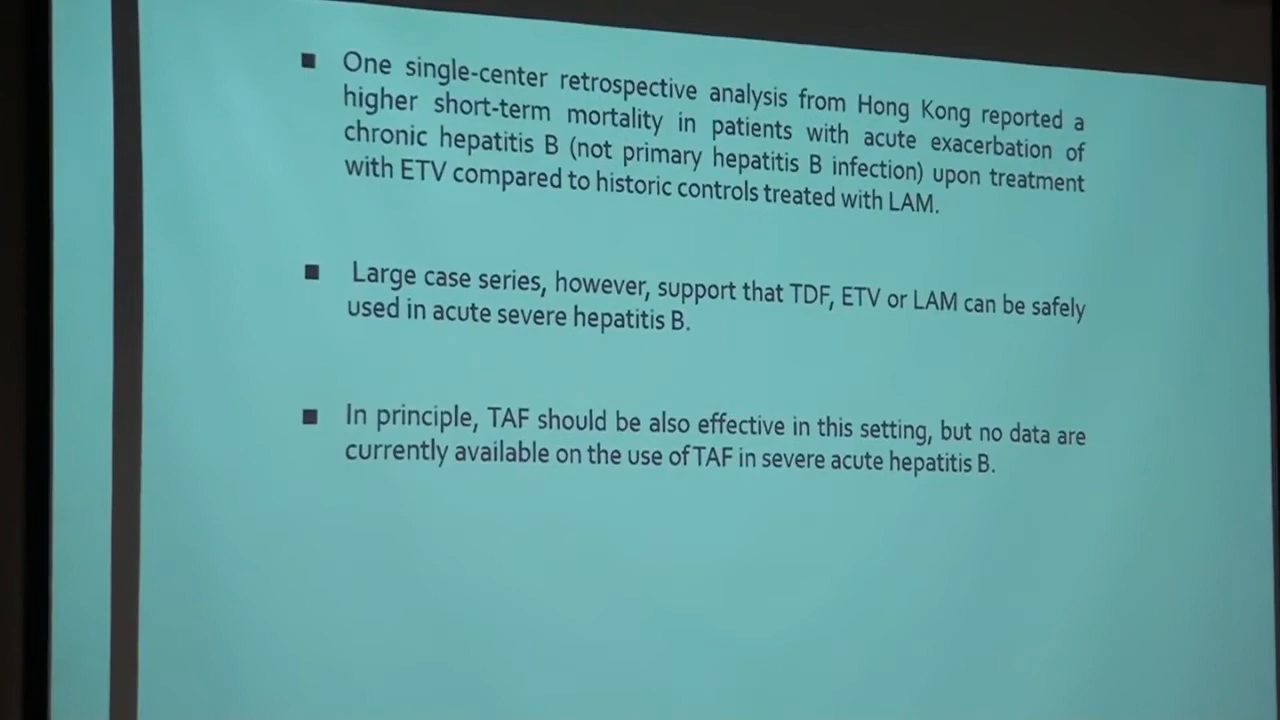 ▪ One single-center retrospective analysis from Hong Kong reported a
higher short-term mortality in patients with acute exacerbation of
chronic hepatitis B (not primary hepatitis B infection) upon treatment
with ETV compared to historic controls treated with LAM.
▪ Large case series, however, support that TDF, ETV or LAM can be safely
used in acute severe hepatitis B.
▪ In principle, TAF should be also effective in this setting, but no data are
currently available on the use of TAF in severe acute hepatitis B.